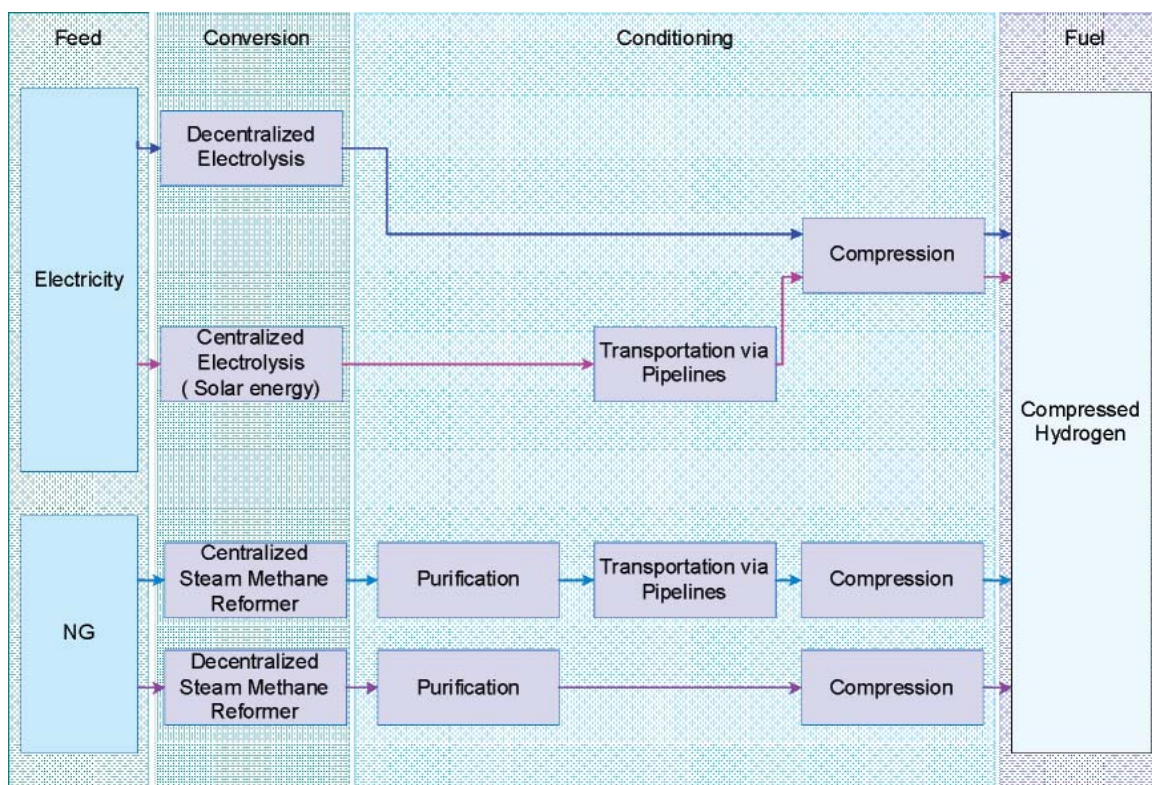 Feed
Conversion
Conditioning
Fuel
Decentralized
Electrolysis
Compression
Electricity
Centralized
Electrolysis
( Solar energy)
Transportation via
Pipelines
Compressed
Hydrogen
Centralized
Steam Methane
Reformer
Purification
Transportation via
Pipelines
Compression
NG
Decentralized
Steam Methane
Reformer
Purification
Compression